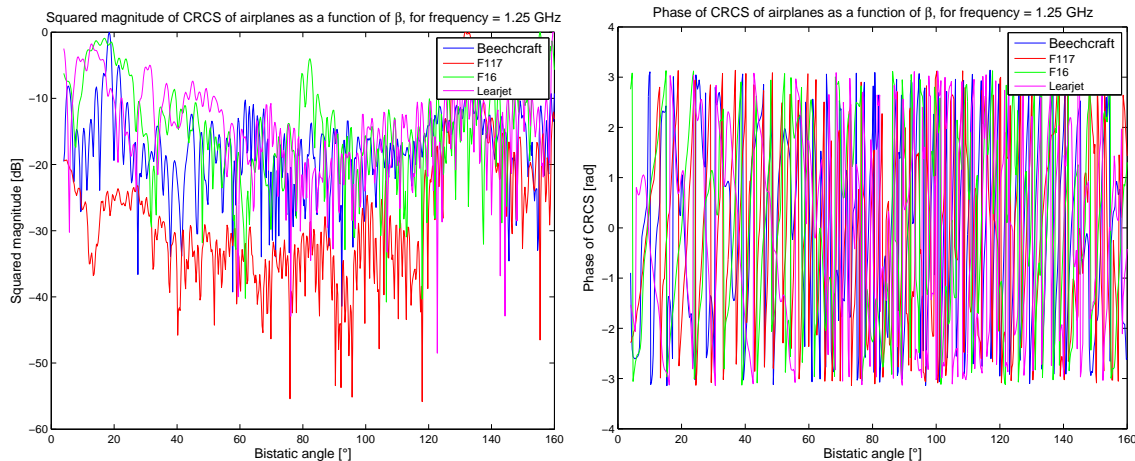 Squared magnitude of CRCS of airplanes as a function of β, for frequency = 1.25 GHz
0
−10
−20
−30
−40
−50
−60
Squared magnitude [dB]
Beechcraft
F117
F16
Learjet
0 20 40 60 80 100 120 140 160
Bistatic angle [°]
Phase of CRCS of airplanes as a function of β, for frequency = 1.25 GHz
4
3
2
1
0
−1
−2
−3
−4
Phase of CRCS [rad]
Beechcraft
F117
F16
Learjet
0 20 40 60 80 100 120 140 160
Bistatic angle [°]